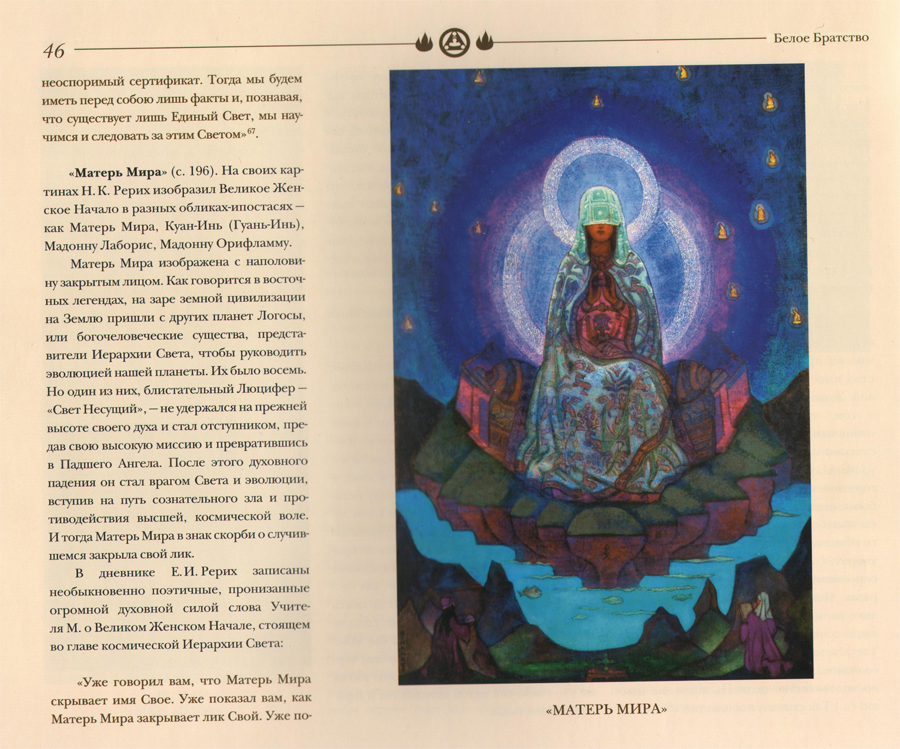 46
Белое Братство
неоспоримый сертификат. Тогда мы будем
иметь перед собою лишь факты и, познавая,
что существует лишь Единый Свет, мы нау-
чимся и следовать за этим Светом»⁶⁷.
«Матерь Мира» (с. 196). На своих кар-
тинах Н. К. Рерих изобразил Великое Жен-
ское Начало в разных обликах-ипостасях —
как Матерь Мира, Куан-Инь (Гуань-Инь),
Мадонну Лаборис, Мадонну Орифламму.
Матерь Мира изображена с наполови-
ну закрытым лицом. Как говорится в восточ-
ных легендах, на заре земной цивилизации
на Землю пришли с других планет Логосы,
или богочеловеческие существа, предста-
вители Иерархии Света, чтобы руководить
эволюцией нашей планеты. Их было восемь.
Но один из них, блистательный Люцифер —
«Свет Несущий», — не удержался на прежней
высоте своего духа и стал отступником, пре-
дав свою высокую миссию и превратившись
в Падшего Ангела. После этого духовного
падения он стал врагом Света и эволюции,
вступив на путь сознательного зла и про-
тиводействия высшей, космической воле.
И тогда Матерь Мира в знак скорби о случив-
шемся закрыла свой лик.
В дневнике Е. И. Рерих записаны
необыкновенно поэтичные, пронизанные
огромной духовной силой слова Учите-
ля М. о Великом Женском Начале, стоящем
во главе космической Иерархии Света:
«Уже говорил вам, что Матерь Мира
скрывает имя Свое. Уже показал вам, как
Матерь Мира закрывает лик Свой. Уже по-
«МАТЕРЬ МИРА»